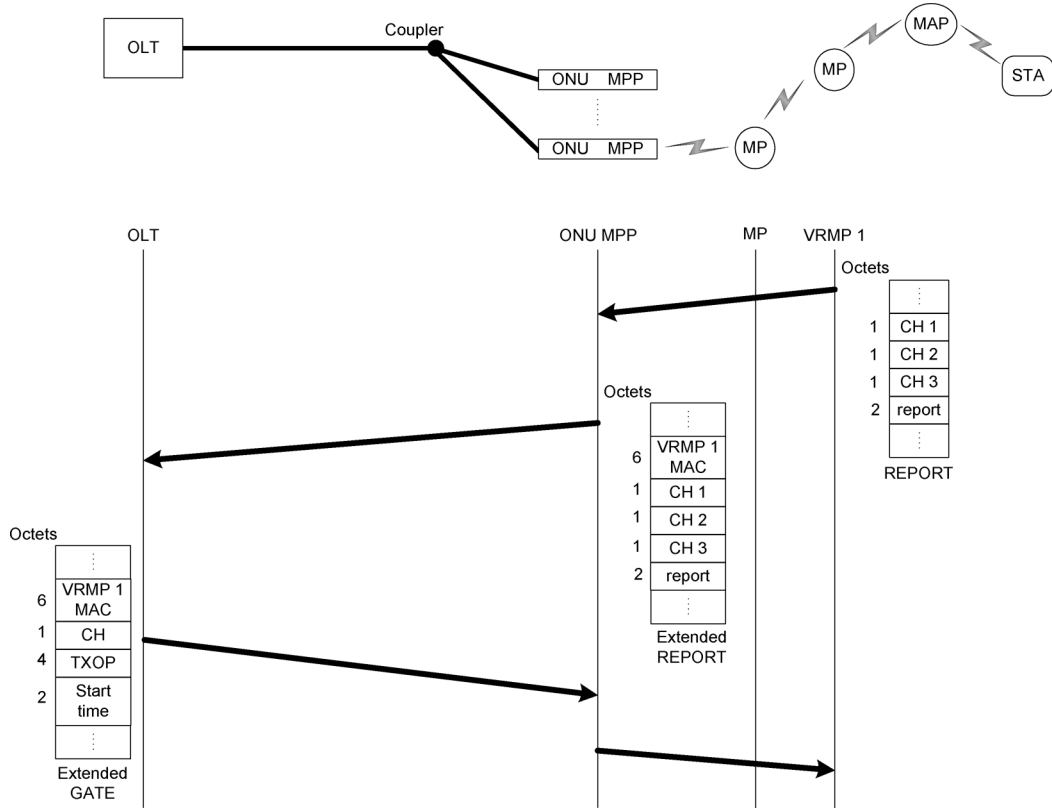 OLT
Coupler
ONU MPP
ONU MPP
MP
MP
MAP
STA
OLT
ONU MPP
MP
VRMP 1
Octets
1 CH 1
1 CH 2
1 CH 3
2 report
REPORT
Octets
6 VRMP 1
MAC
1 CH 1
1 CH 2
1 CH 3
2 report
Extended
REPORT
Octets
6 VRMP 1
MAC
1 CH
4 TXOP
2 Start
time
Extended
GATE